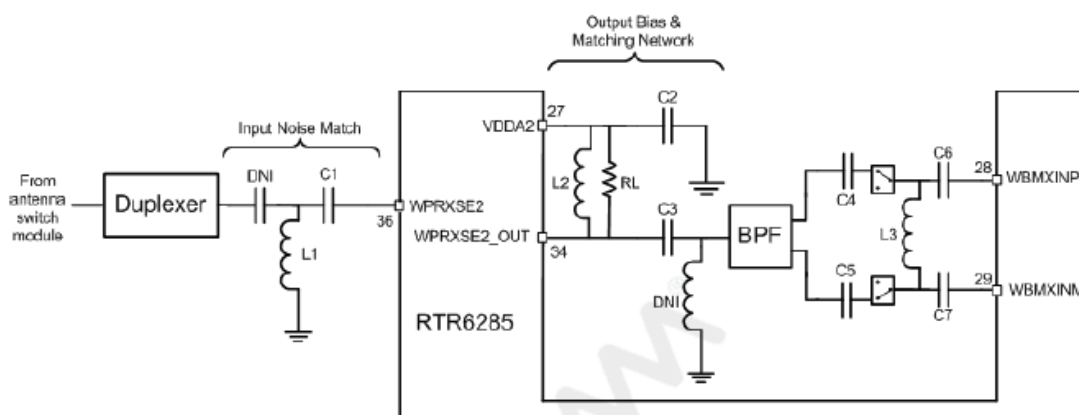 Output Bias &
Matching Network
Input Noise Match
From
antenna
switch
module
Duplexer
DNI
C1
L1
36
WPRXSE2
WPRXSE2_OUT
RTR6285
VDDA2
27
C2
L2
RL
C3
34
DNI
BPF
C4
C5
L3
C6
C7
28
WBMXINP
29
WBMXINM